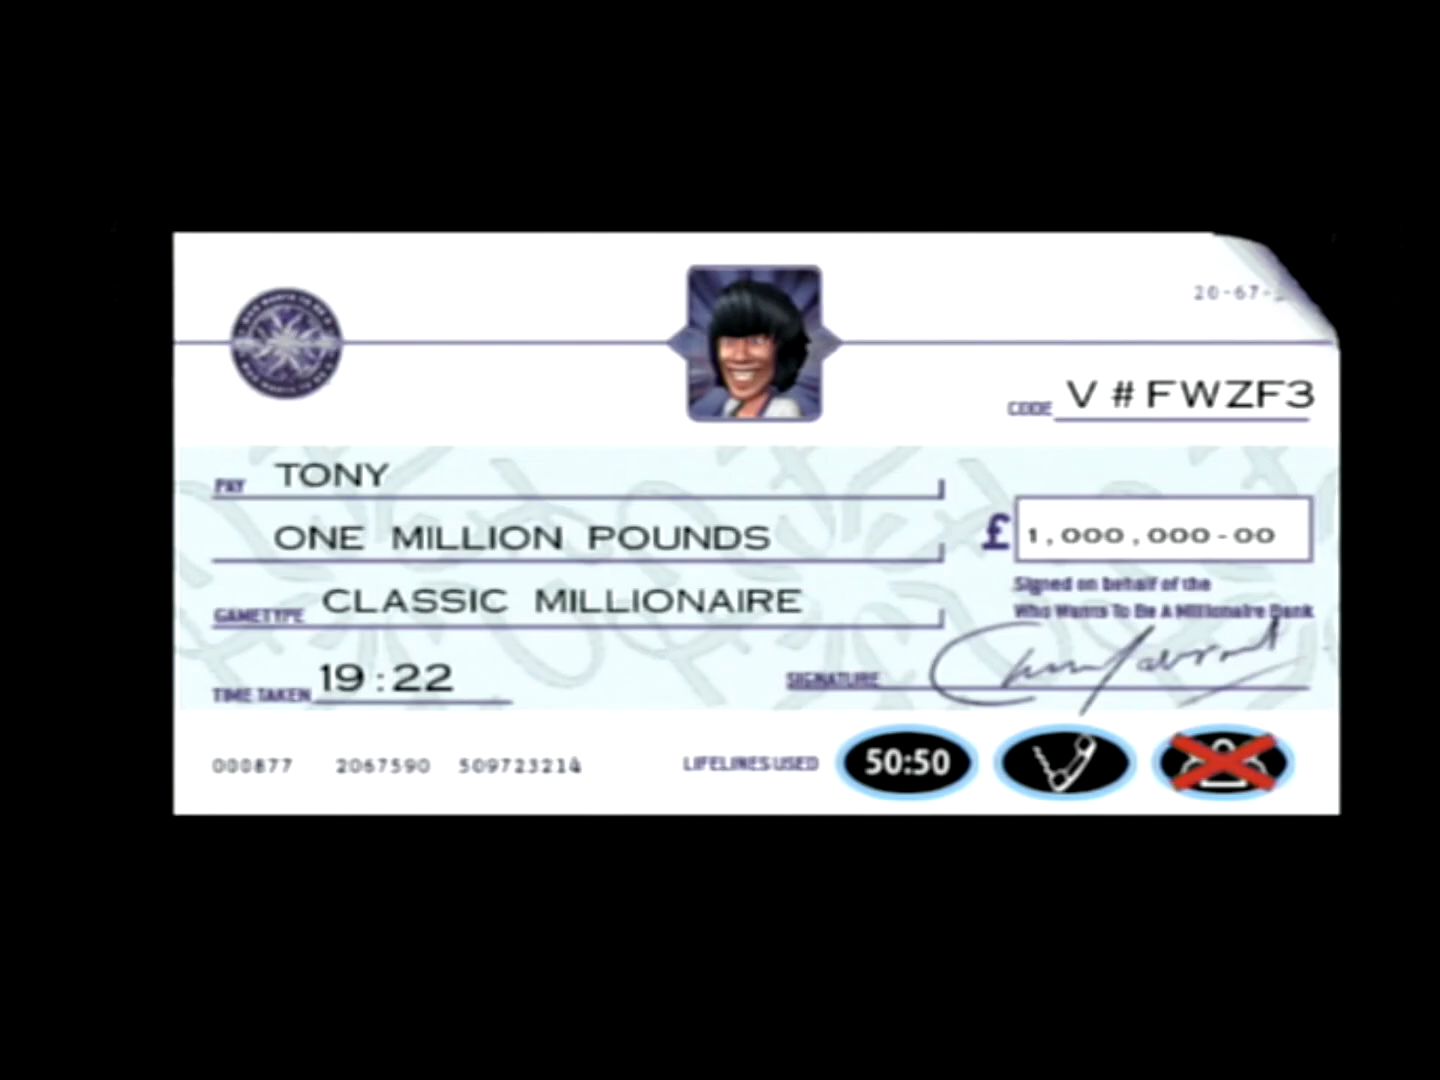 20-67-
CODE V#FWZF3
PAY TONY
ONE MILLION POUNDS
£ 1,000,000-00
GAMETYPE CLASSIC MILLIONAIRE
Signed on behalf of the
Who Wants To Be A Millionaire Bank
TIME TAKEN 19:22
SIGNATURE
000877 2067590 509723214
LIFELINES USED 50:50